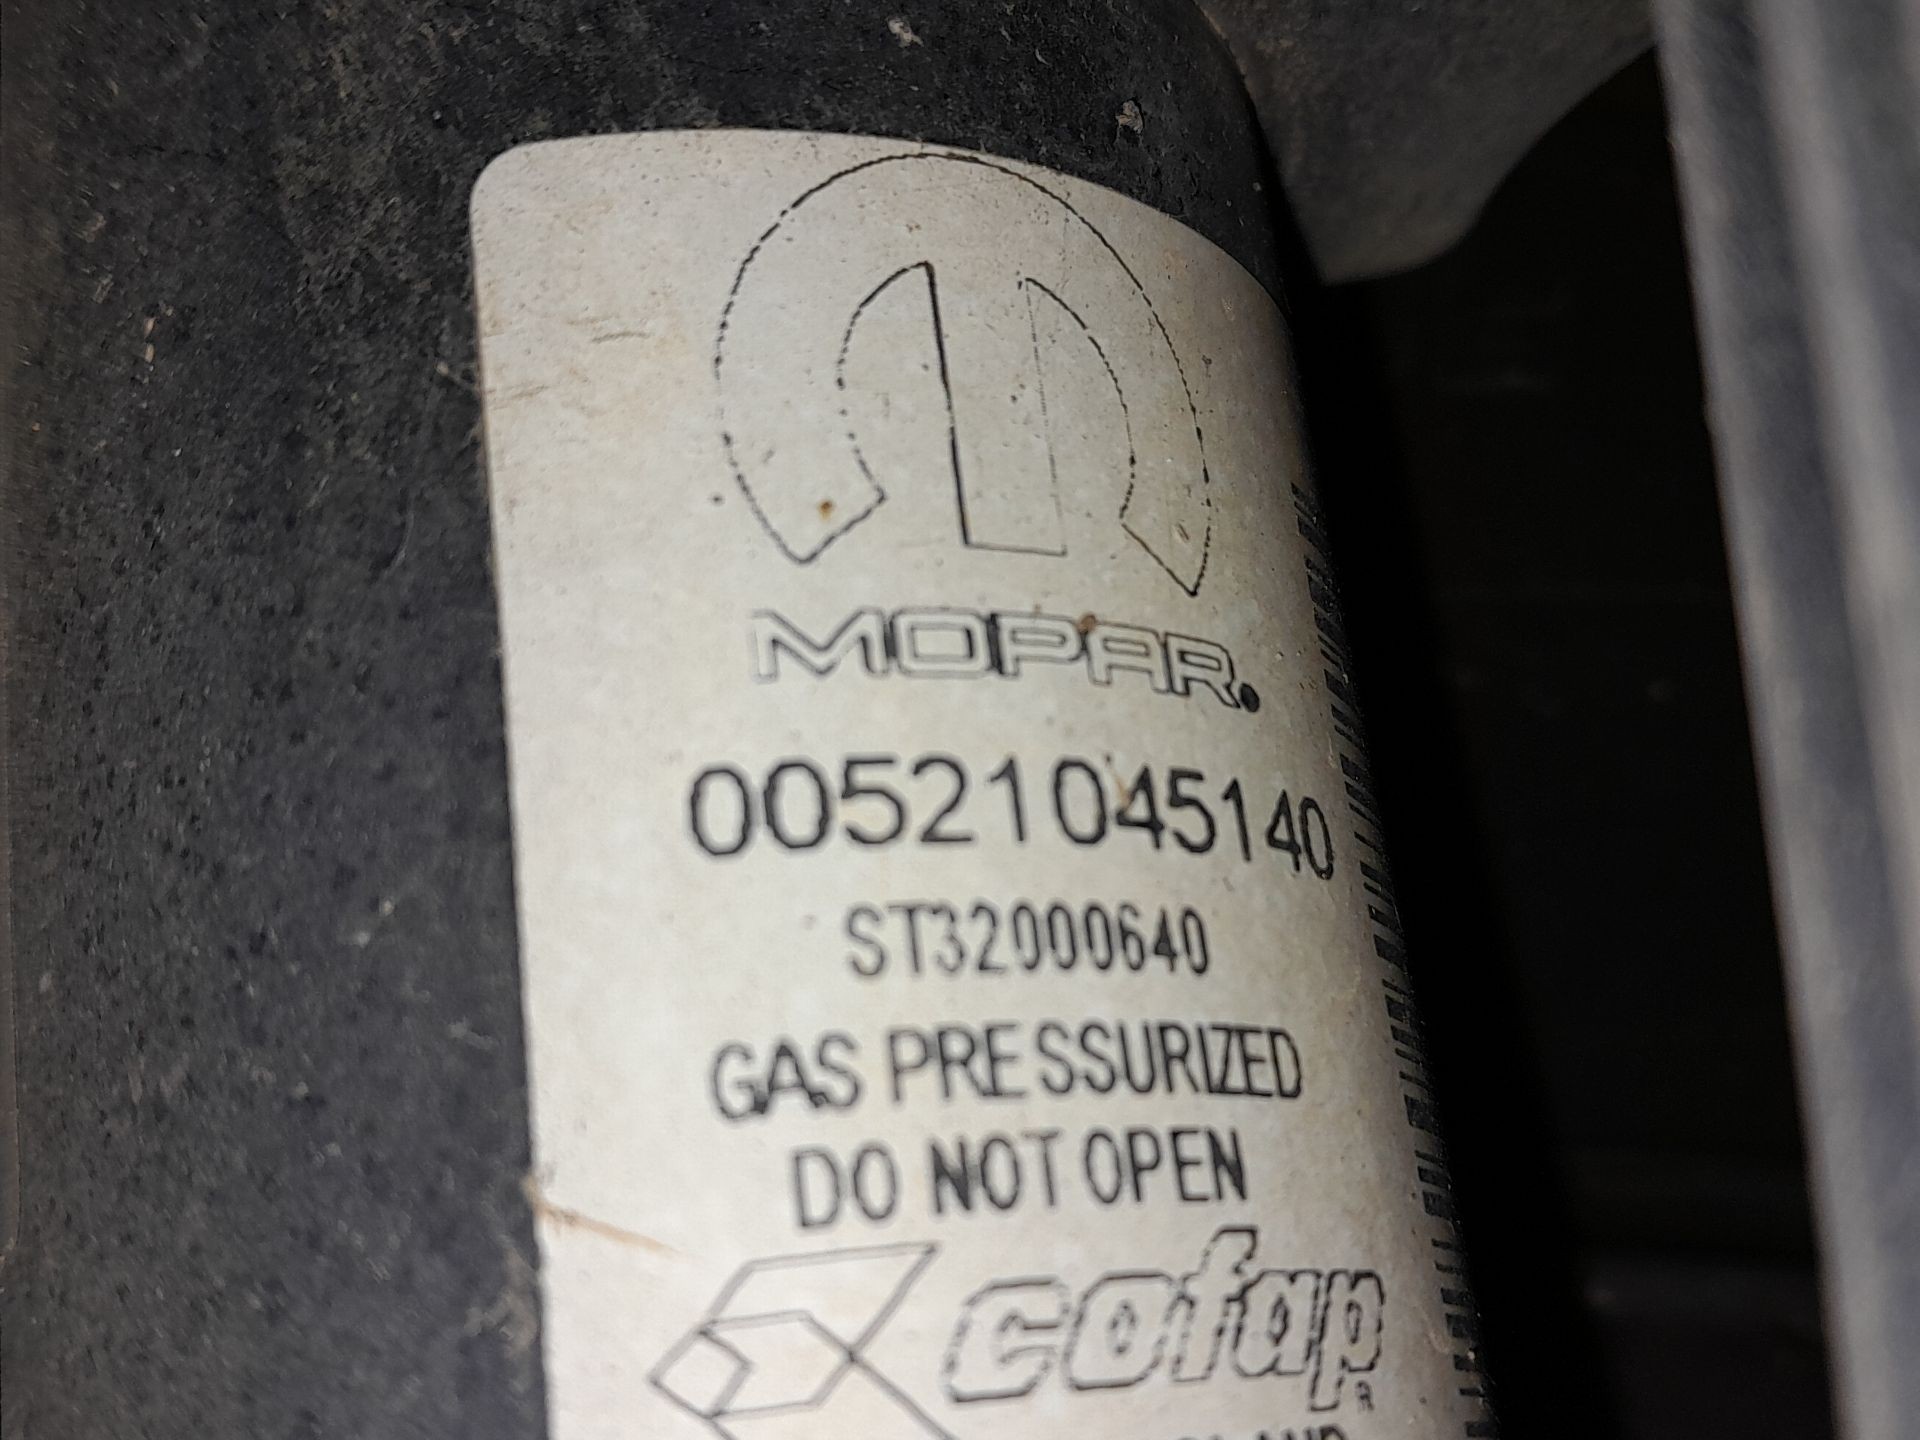 MOPAR.
00521045140
ST32000640
GAS PRESSURIZED
DO NOT OPEN
cofap
R